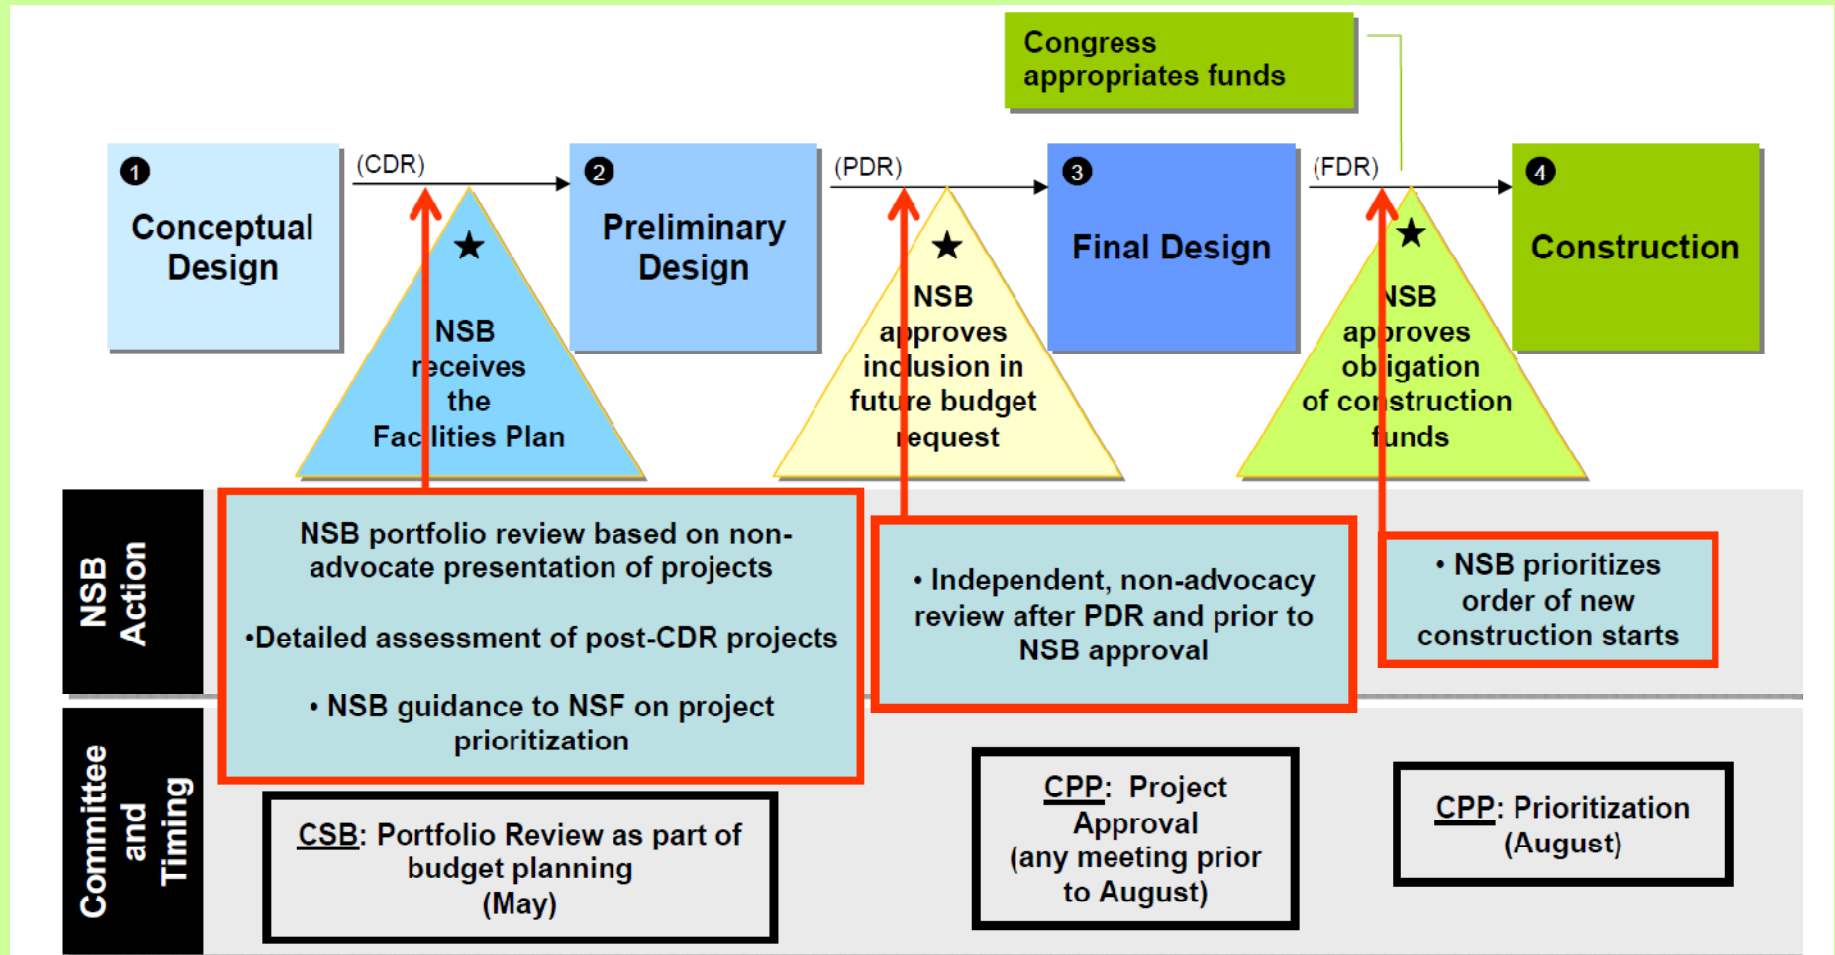 Congress
appropriates funds
1
Conceptual
Design
(CDR)
2
Preliminary
Design
(PDR)
3
Final Design
(FDR)
4
Construction
★
NSB
receives
the
Facilities Plan
★
NSB
approves
inclusion in
future budget
request
★
NSB
approves
obligation
of construction
funds
NSB
Action
NSB portfolio review based on non-
advocate presentation of projects
•Detailed assessment of post-CDR projects
• NSB guidance to NSF on project
prioritization
• Independent, non-advocacy
review after PDR and prior to
NSB approval
• NSB prioritizes
order of new
construction starts
Committee
and
Timing
CSB: Portfolio Review as part of
budget planning
(May)
CPP: Project
Approval
(any meeting prior
to August)
CPP: Prioritization
(August)